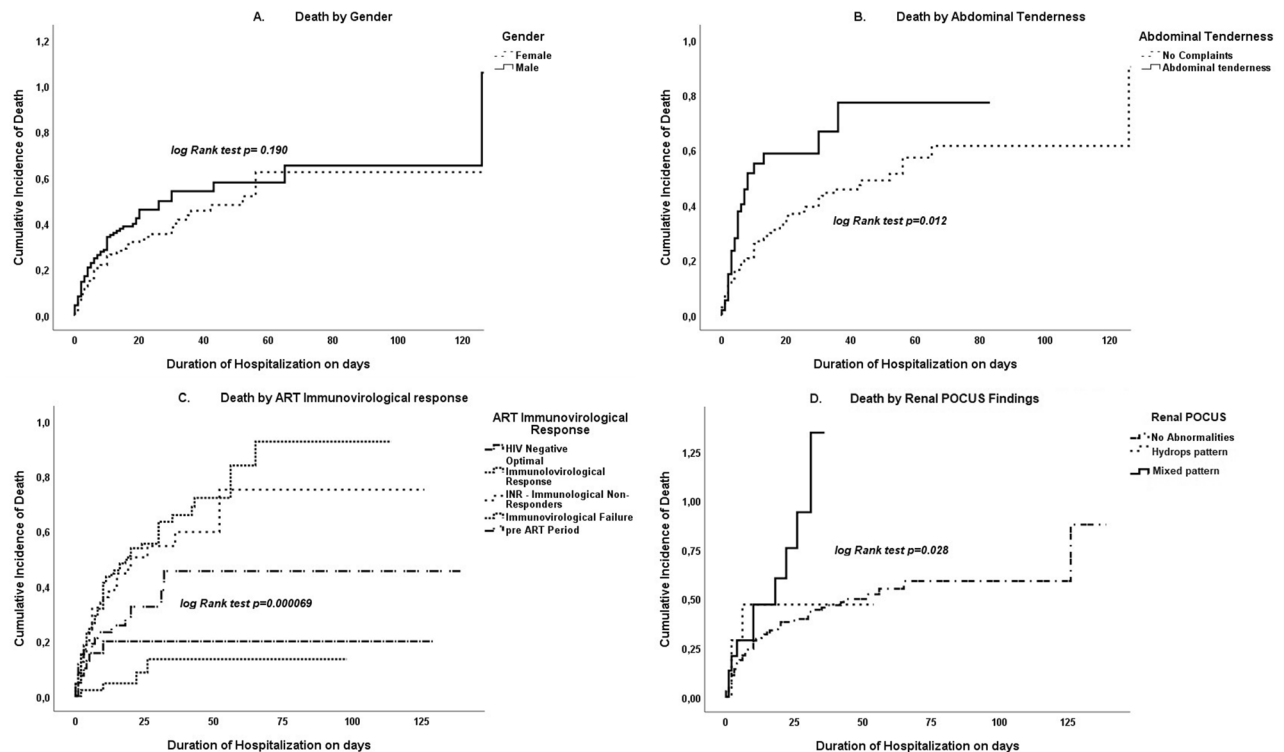 A. Death by Gender
Gender
Female
Male
Cumulative Incidence of Death
1,2
1,0
0,8
0,6
0,4
0,2
0,0
log Rank test p= 0.190
0 20 40 60 80 100 120
Duration of Hospitalization on days
B. Death by Abdominal Tenderness
Abdominal Tenderness
No Complaints
Abdominal tenderness
Cumulative Incidence of Death
1,0
0,8
0,6
0,4
0,2
0,0
log Rank test p=0.012
0 20 40 60 80 100 120
Duration of Hospitalization on days
C. Death by ART Immunovirological response
ART Immunovirological
Response
HIV Negative
Optimal
Immunolovirological
Response
INR - Immunological Non-
Responders
Immunovirological Failure
pre ART Period
Cumulative Incidence of Death
1,0
0,8
0,6
0,4
0,2
0,0
log Rank test p=0.000069
0 25 50 75 100 125
Duration of Hospitalization on days
D. Death by Renal POCUS Findings
Renal POCUS
No Abnormalities
Hydrops pattern
Mixed pattern
Cumulative Incidence of Death
1,25
1,00
0,75
0,50
0,25
0,00
log Rank test p=0.028
0 25 50 75 100 125
Duration of Hospitalization on days